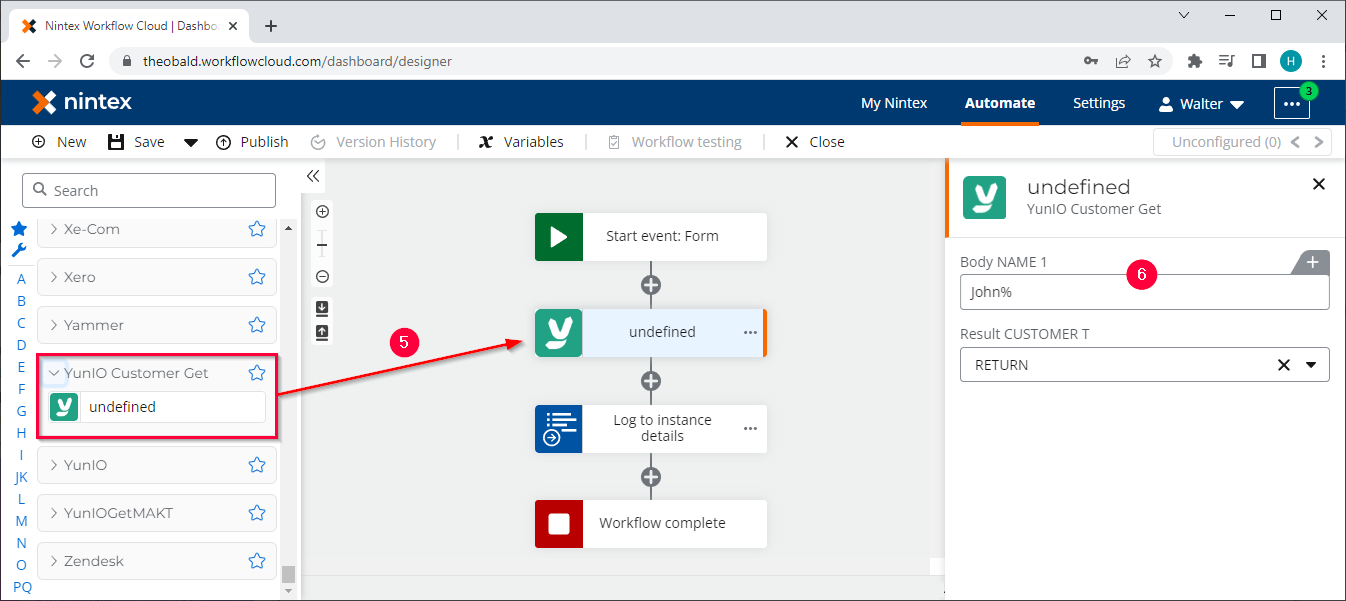 Nintex Workflow Cloud | Dashbo
theobald.workflowcloud.com/dashboard/designer
H
nintex
My Nintex
Automate
Settings
Walter
3
New
Save
Publish
Version History
Variables
Workflow testing
Close
Unconfigured (0)
Search
A
B
C
D
E
F
G
H
I
JK
L
M
N
O
PQ
Xe-Com
Xero
Yammer
YunIO Customer Get
undefined
YunIO
YunIOGetMAKT
Zendesk
5
Start event: Form
undefined
Log to instance
details
Workflow complete
undefined
YunIO Customer Get
Body NAME 1
6
John%
Result CUSTOMER T
RETURN